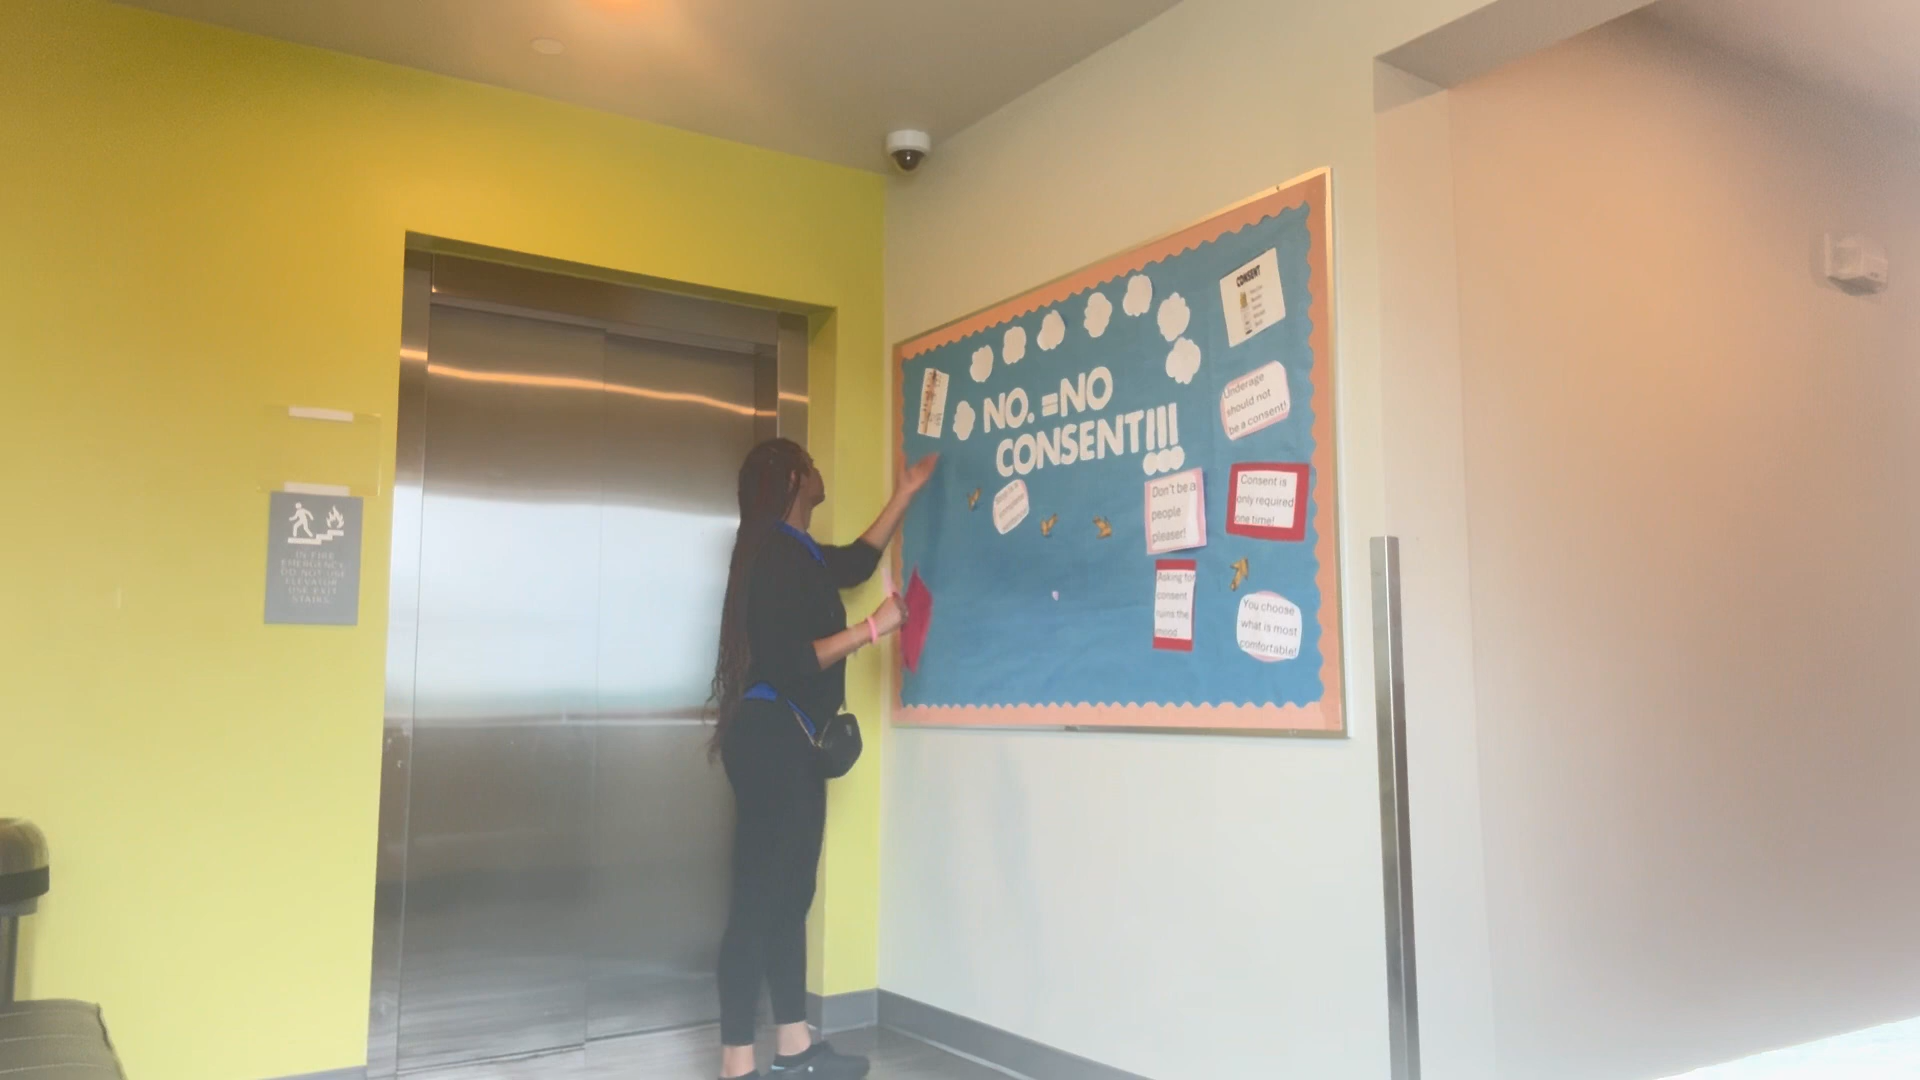 NO. =NO
CONSENT!!!
CONSENT
Underage
should not
be a consent!
Don't be a
people
pleaser!
Consent is
only required
one time!
Asking for
consent
ruins the
mood
You choose
what is most
comfortable!
IN FIRE
EMERGENCY
DO NOT USE
ELEVATOR
USE EXIT
STAIRS